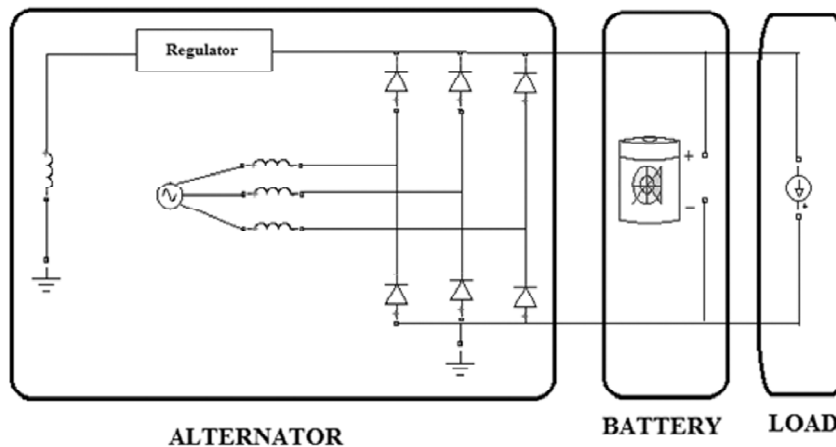 Regulator
+
−
ALTERNATOR
BATTERY
LOAD